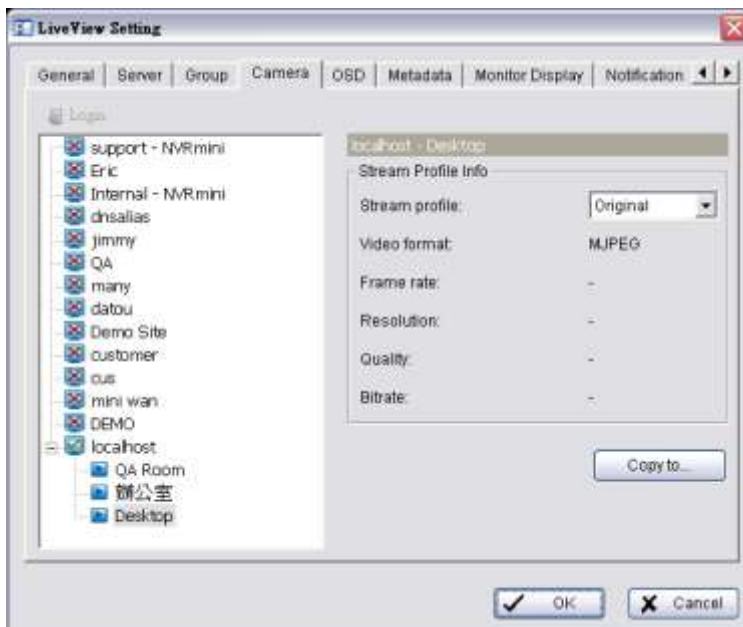 LiveView Setting
General Server Group Camera OSD Metadata Monitor Display Notification
Login
support - NVRmini
Eric
Internal - NVRmini
dnsalias
jimmy
QA
many
datou
Demo Site
customer
cus
mini wan
DEMO
localhost
QA Room
辦公室
Desktop
localhost - Desktop
Stream Profile Info
Stream profile: Original
Video format: MJPEG
Frame rate: -
Resolution: -
Quality: -
Bitrate: -
Copy to...
OK Cancel